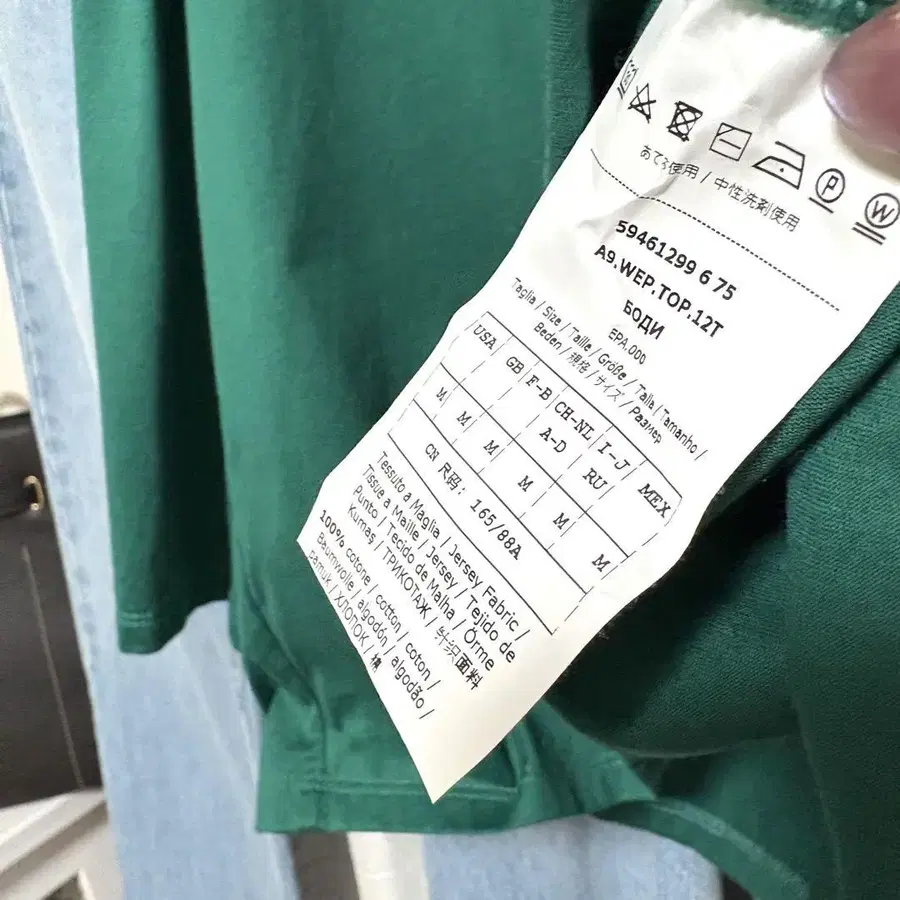 あて布使用 / 中性洗剤使用
59461299 6 75
A9.WEP.TOP.12T
БОДИ
EPA.000
Taglia / Size / Taille / Größe / Talla / Tamanho /
Beden / 規格 / サイズ / Размер
USA GB F-B CH-NL I-J MEX
A-D RU
M M M M M M
CN 尺码: 165/88A
Tessuto a Maglia / Jersey Fabric /
Tissue a Maille / Jersey / Tejido de
Punto / Tecido de Malha / Örme
Kumas / ТРИКОТАЖ / 针织面料
100% cotone / cotton / coton /
Baumwolle / algodón / algodão /
pamuk / ХЛОПОК / 棉
P
W